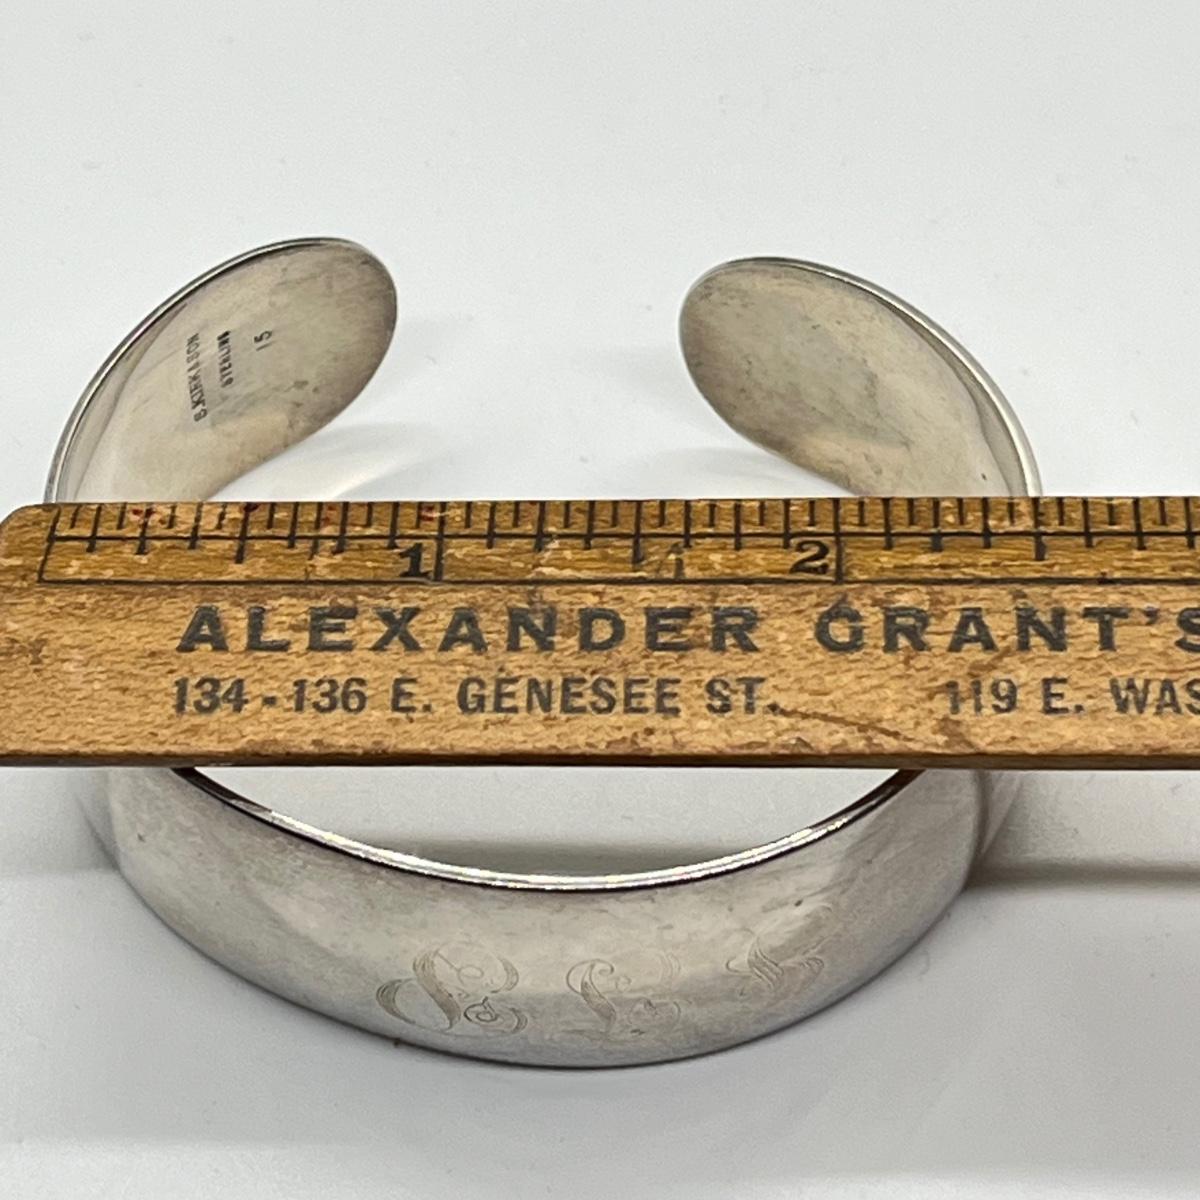 S.KIRK & SON
STERLING
15
1 2
ALEXANDER GRANT'S
134-136 E. GENESEE ST. 119 E. WAS